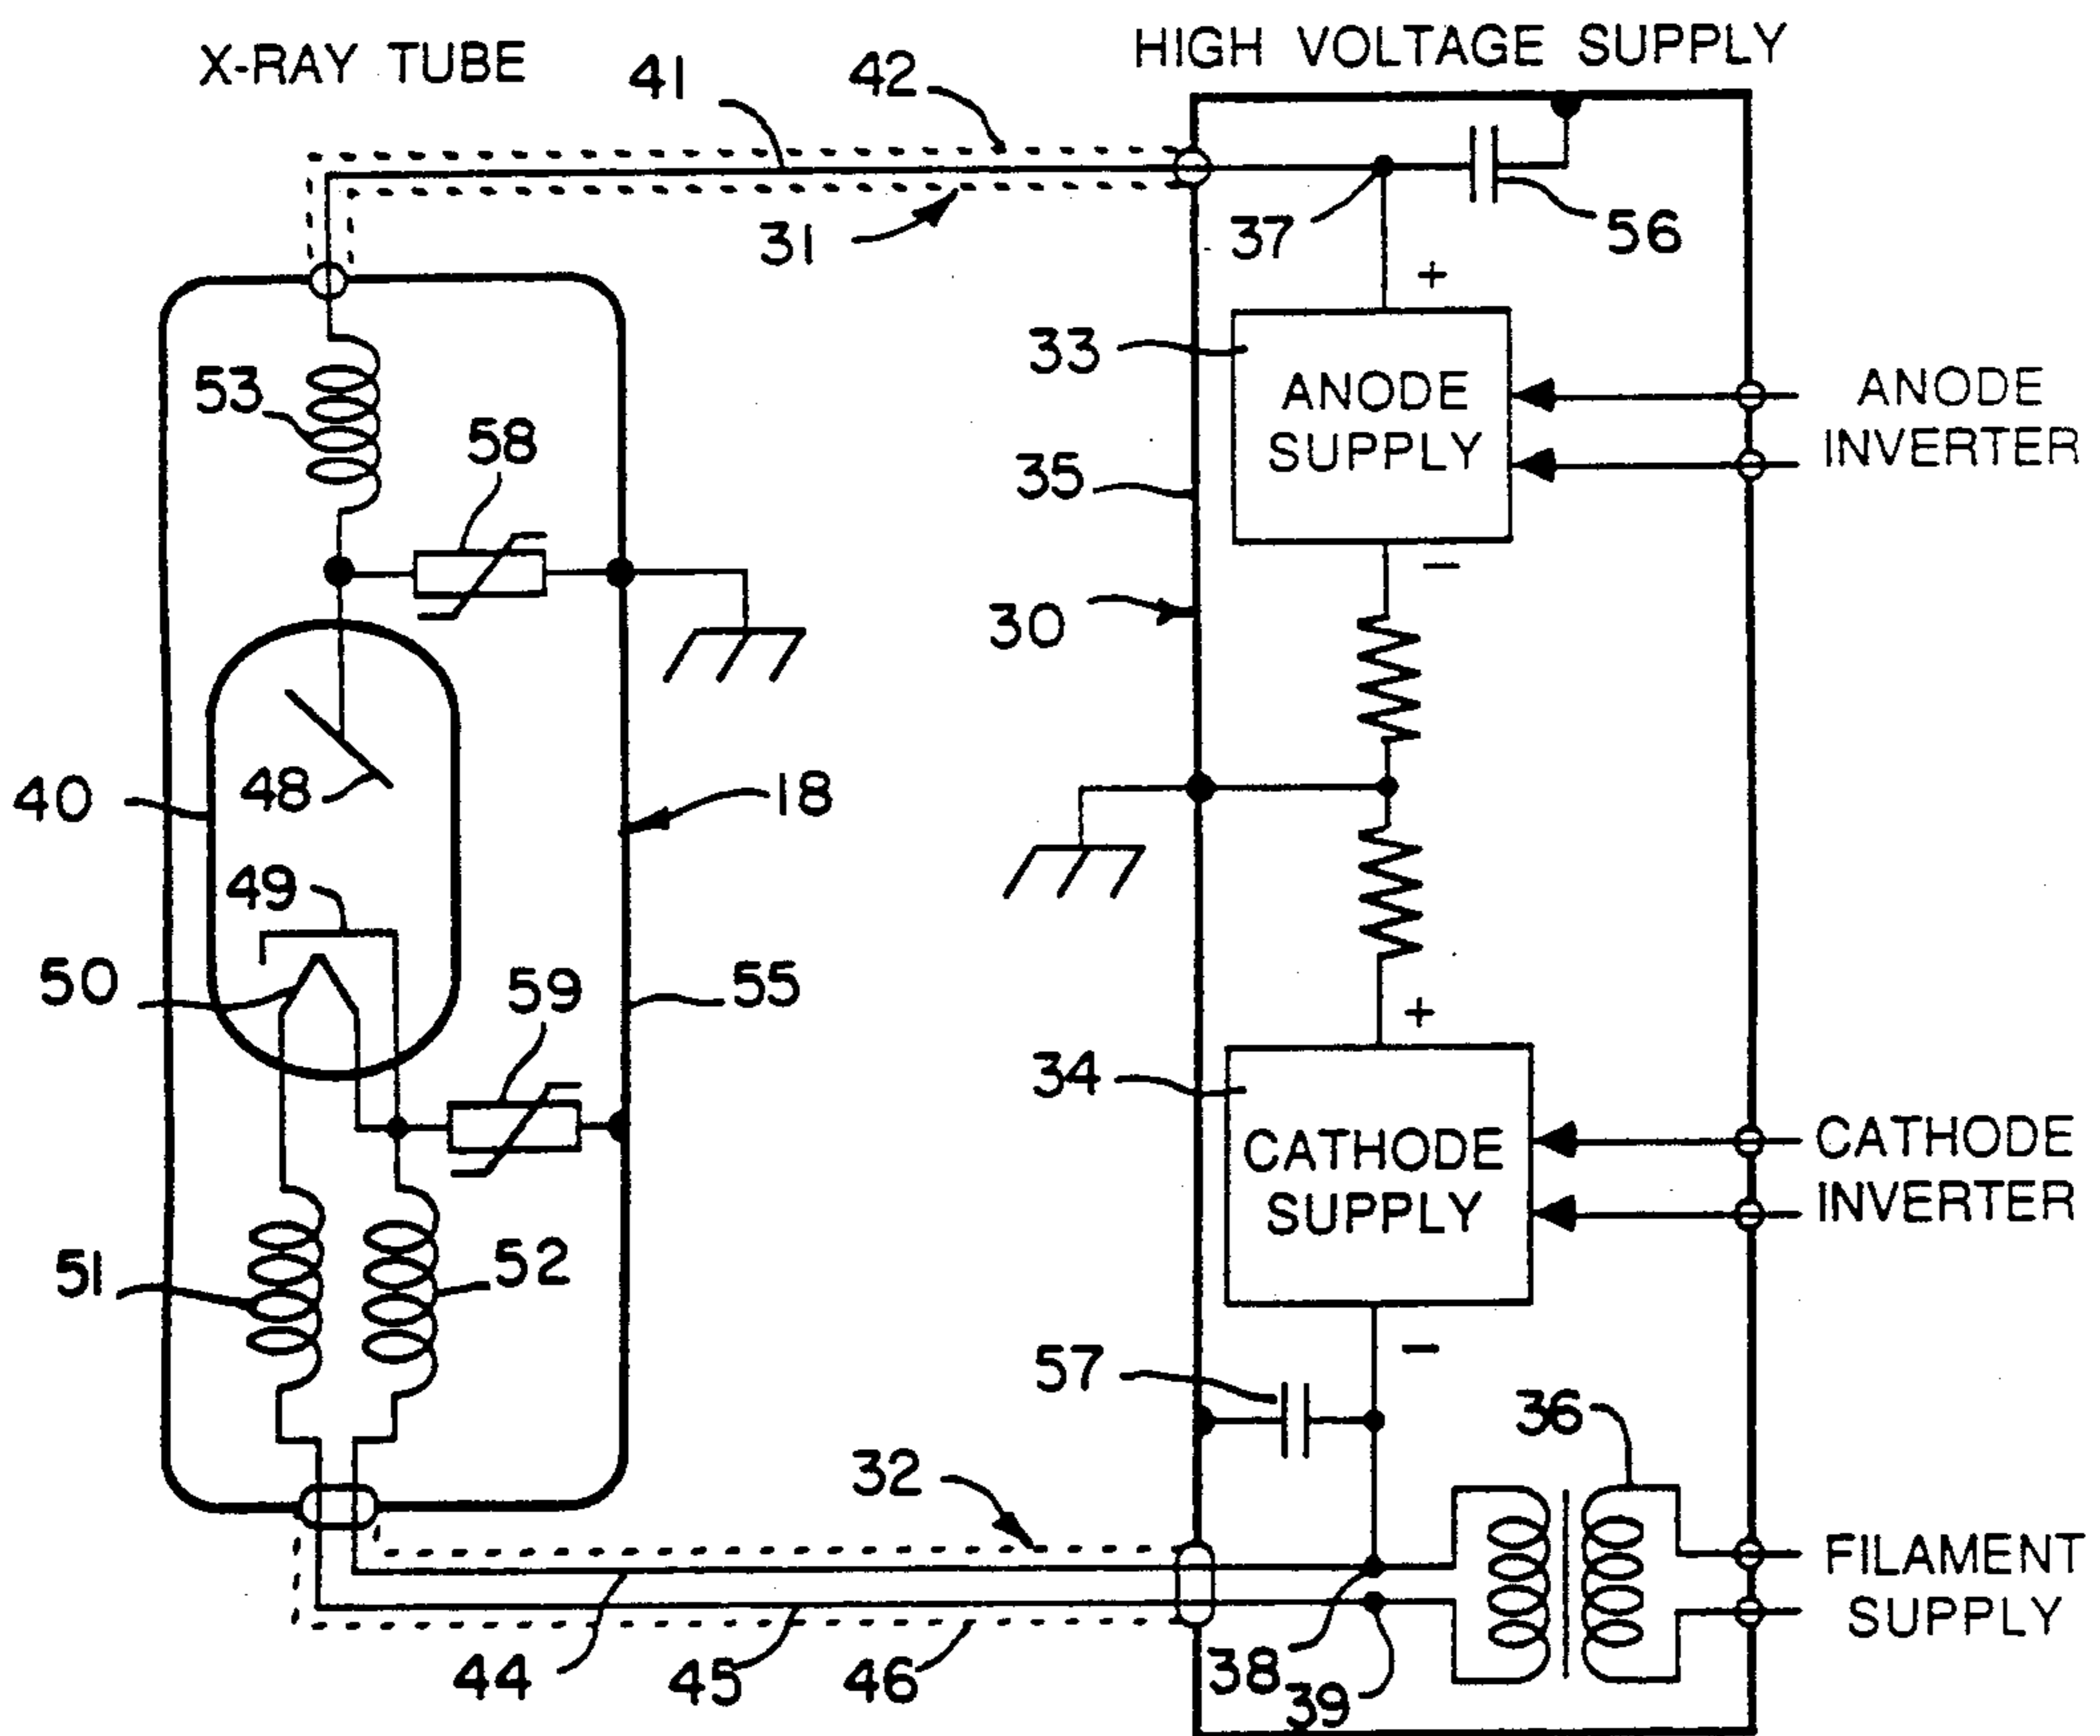 X-RAY TUBE
HIGH VOLTAGE SUPPLY
41
42
31
37
56
+
33
ANODE
SUPPLY
ANODE
INVERTER
53
58
35
−
30
48
40
18
49
50
59
55
+
34
CATHODE
SUPPLY
CATHODE
INVERTER
51
52
−
57
36
32
FILAMENT
SUPPLY
44
45
46
38
39